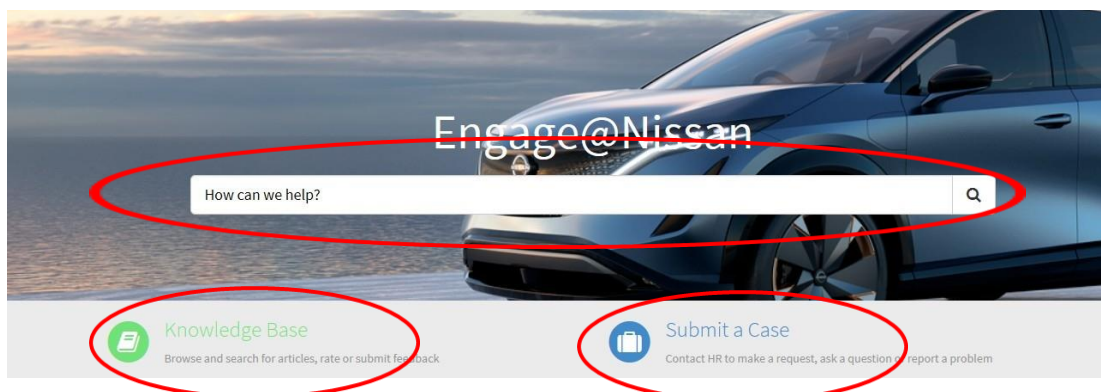 Engage@Nissan
How can we help?
Knowledge Base
Browse and search for articles, rate or submit feedback
Submit a Case
Contact HR to make a request, ask a question or report a problem